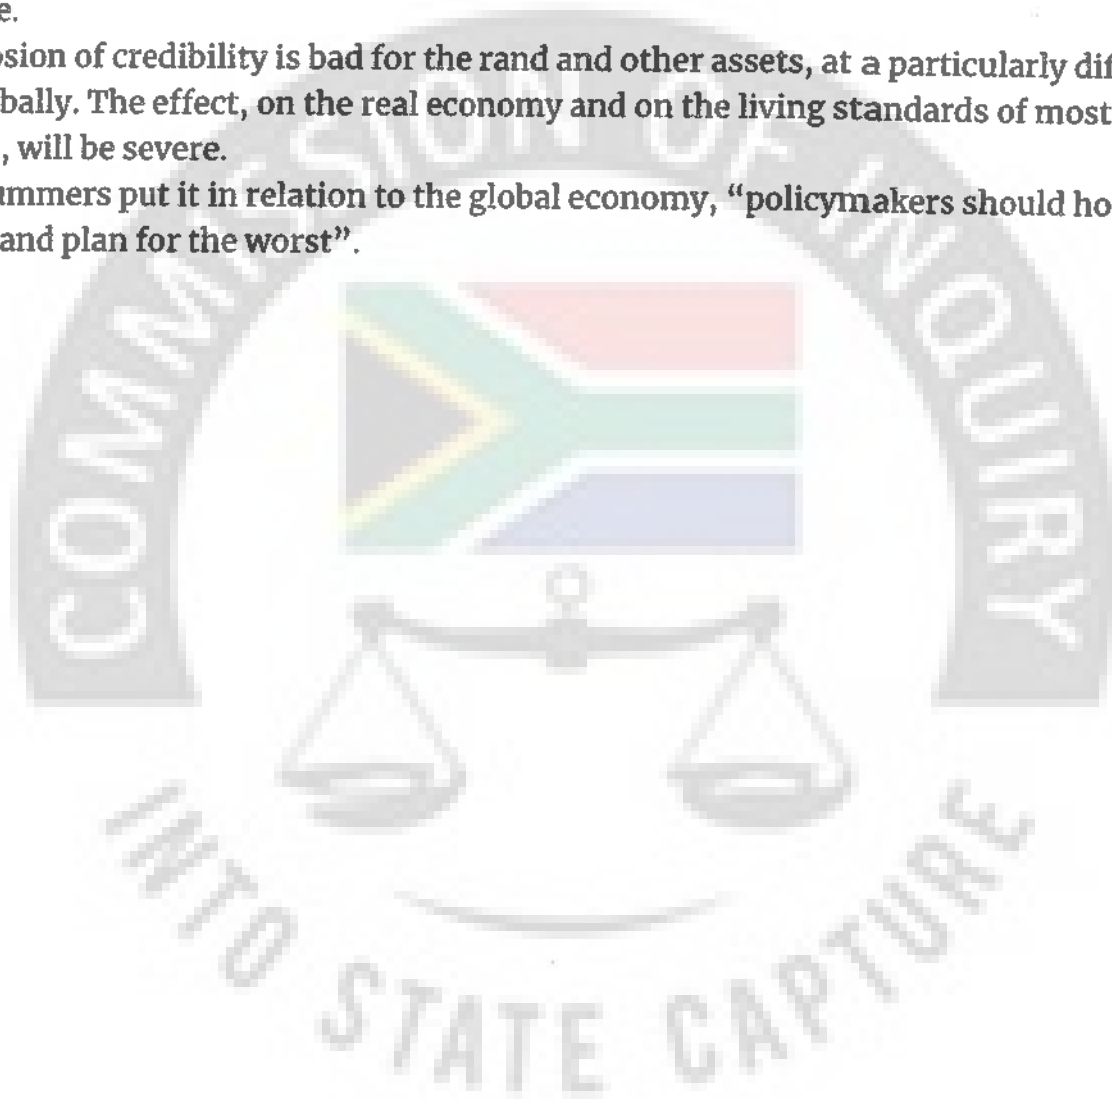 e.
sion of credibility is bad for the rand and other assets, at a particularly dif
bally. The effect, on the real economy and on the living standards of most
, will be severe.
mmers put it in relation to the global economy, “policymakers should ho
and plan for the worst”.
COMMISSION OF INQUIRY
INTO STATE CAPTURE